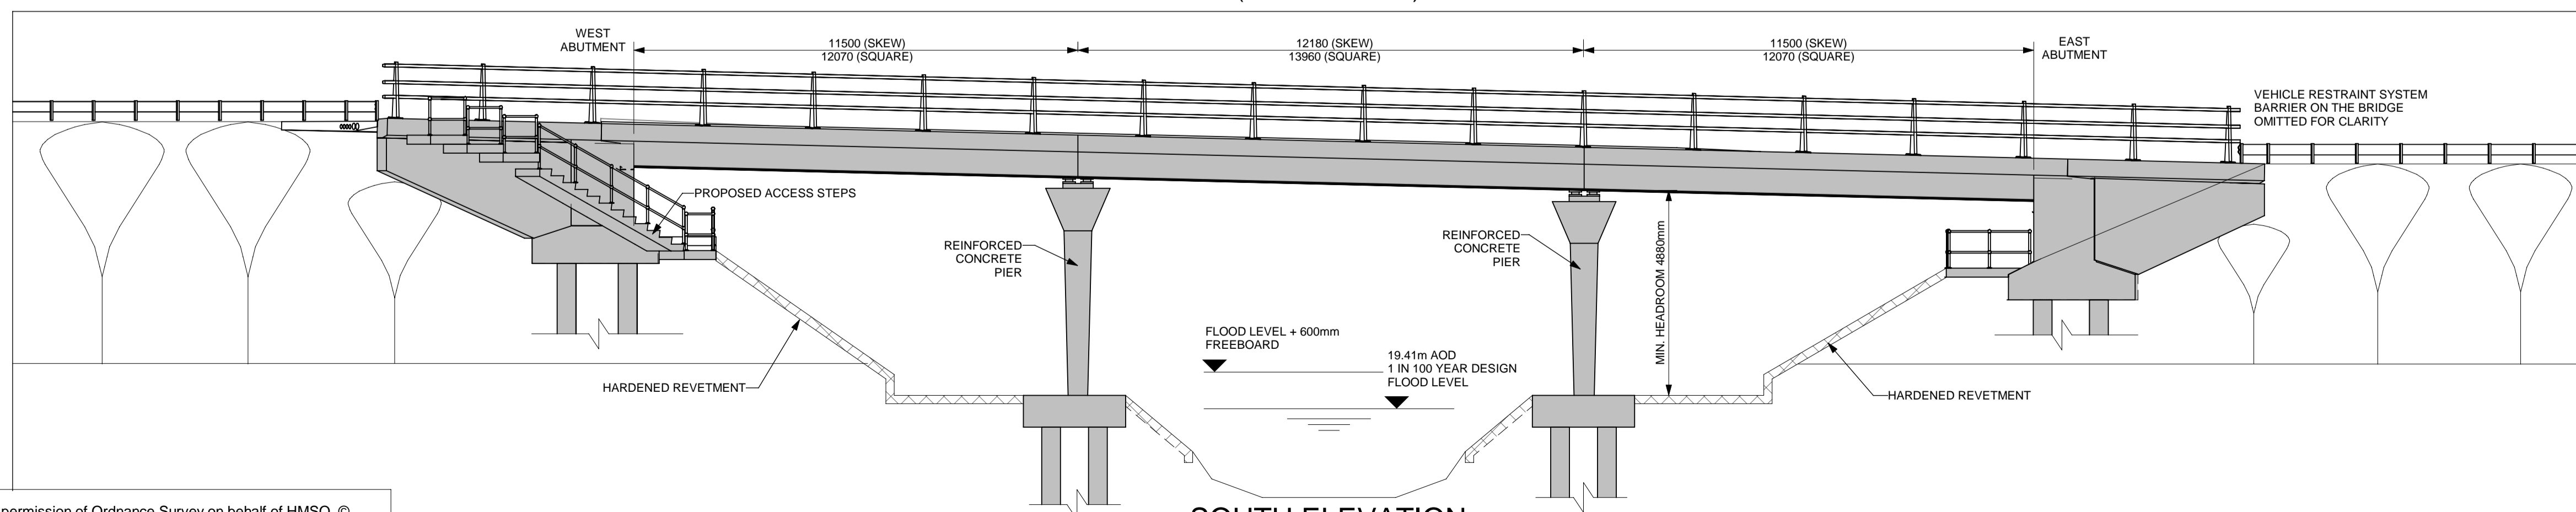 WEST
ABUTMENT
11500 (SKEW)
12070 (SQUARE)
12180 (SKEW)
13960 (SQUARE)
11500 (SKEW)
12070 (SQUARE)
EAST
ABUTMENT
VEHICLE RESTRAINT SYSTEM
BARRIER ON THE BRIDGE
OMITTED FOR CLARITY
PROPOSED ACCESS STEPS
REINFORCED
CONCRETE
PIER
REINFORCED
CONCRETE
PIER
MIN. HEADROOM 4880mm
FLOOD LEVEL + 600mm
FREEBOARD
19.41m AOD
1 IN 100 YEAR DESIGN
FLOOD LEVEL
HARDENED REVETMENT
HARDENED REVETMENT
permission of Ordnance Survey on behalf of HMSO. ©
SOUTH ELEVATION